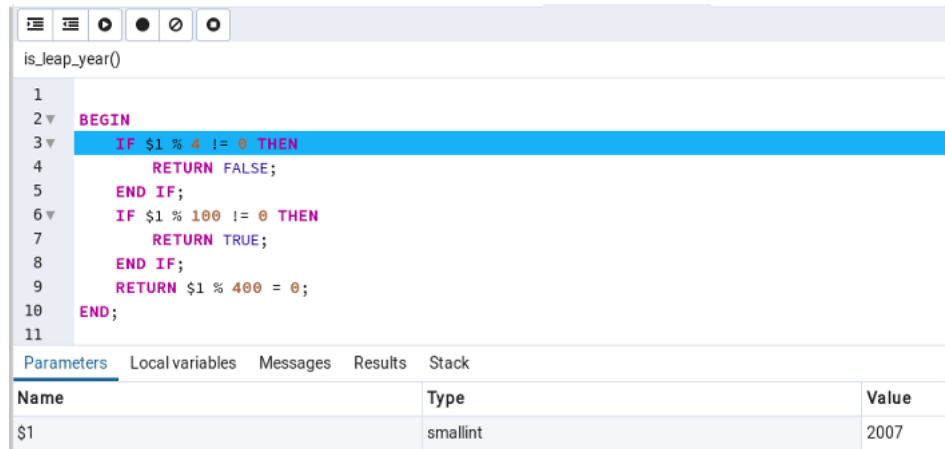 is_leap_year()
1
2 BEGIN
3 IF $1 % 4 != 0 THEN
4 RETURN FALSE;
5 END IF;
6 IF $1 % 100 != 0 THEN
7 RETURN TRUE;
8 END IF;
9 RETURN $1 % 400 = 0;
10 END;
11
Parameters Local variables Messages Results Stack
Name Type Value
$1 smallint 2007